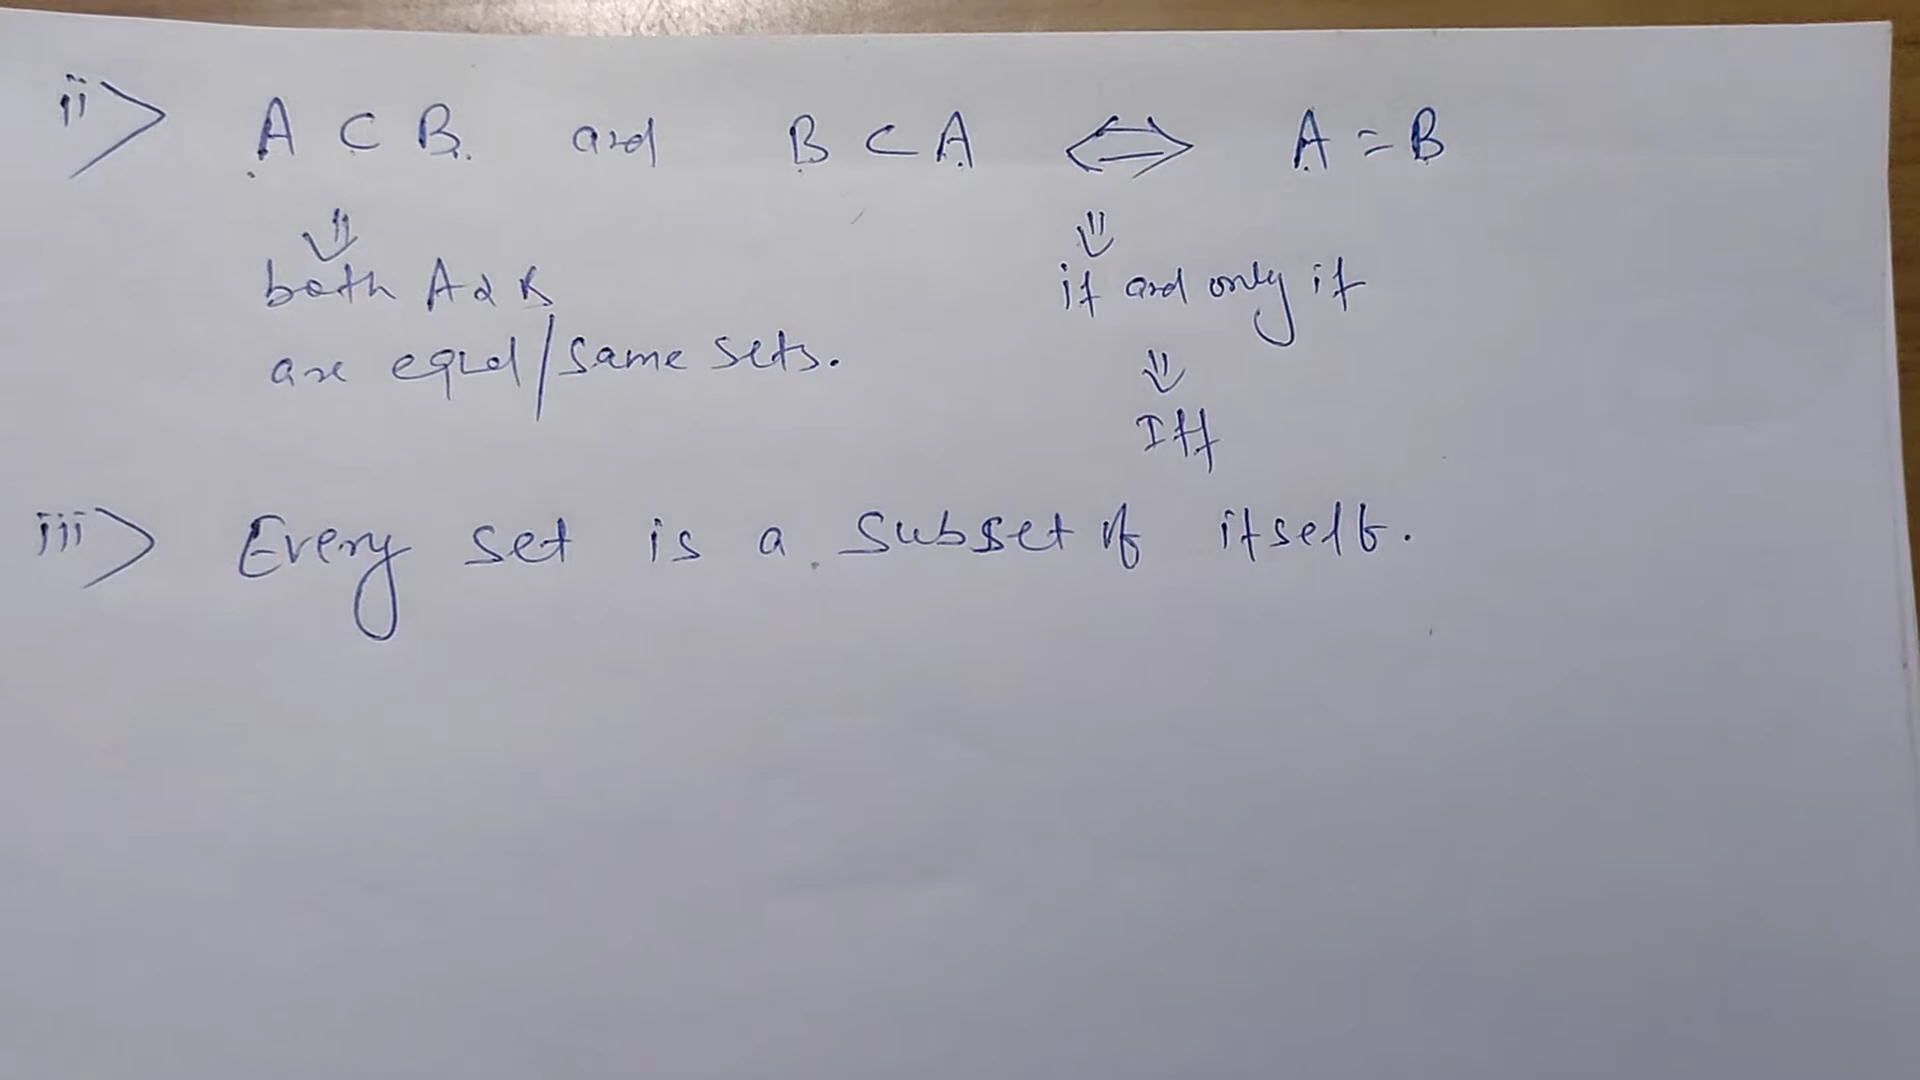 ii> A ⊂ B. and B ⊂ A ⇔ A = B
⇓ ⇓
both A & B if and only if
are equal/same sets. ⇓
Iff
iii> Every set is a subset of itself.